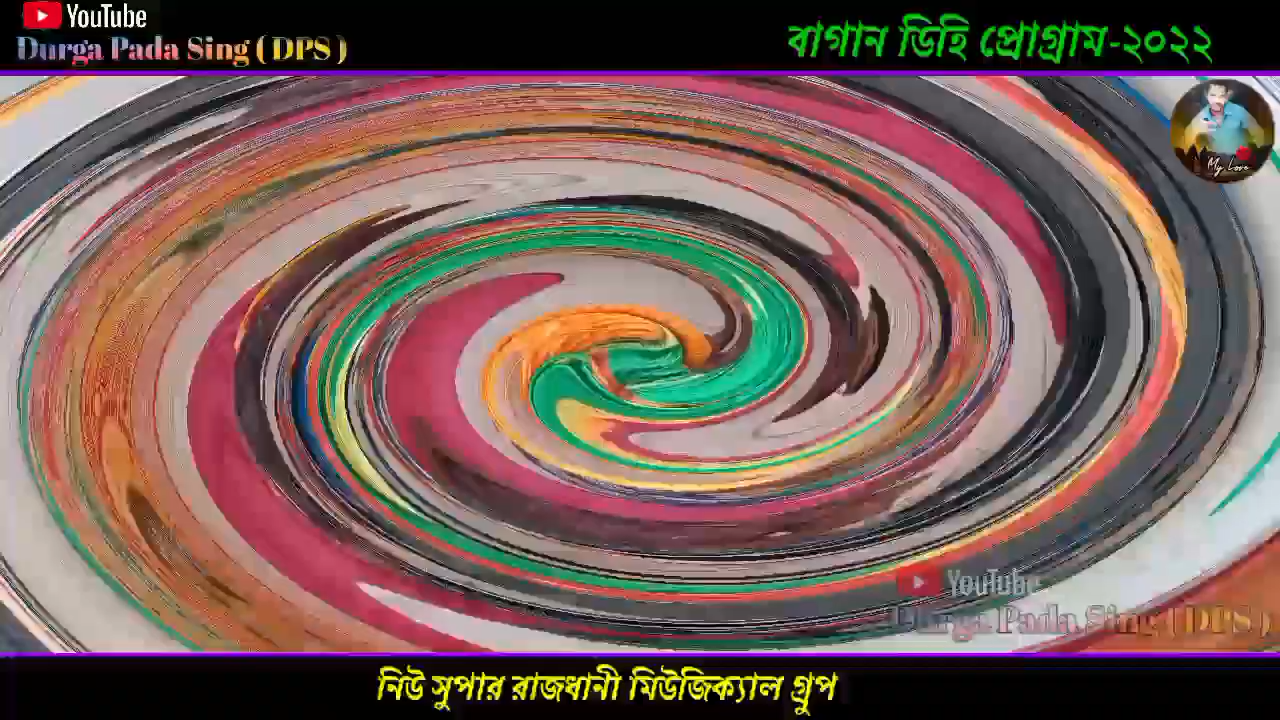 YouTube
Durga Pada Sing ( DPS )
বাগান ডিহি প্রোগ্রাম-২০২২
My Love
YouTube
Durga Pada Sing ( DPS )
নিউ সুপার রাজধানী মিউজিক্যাল গ্রুপ